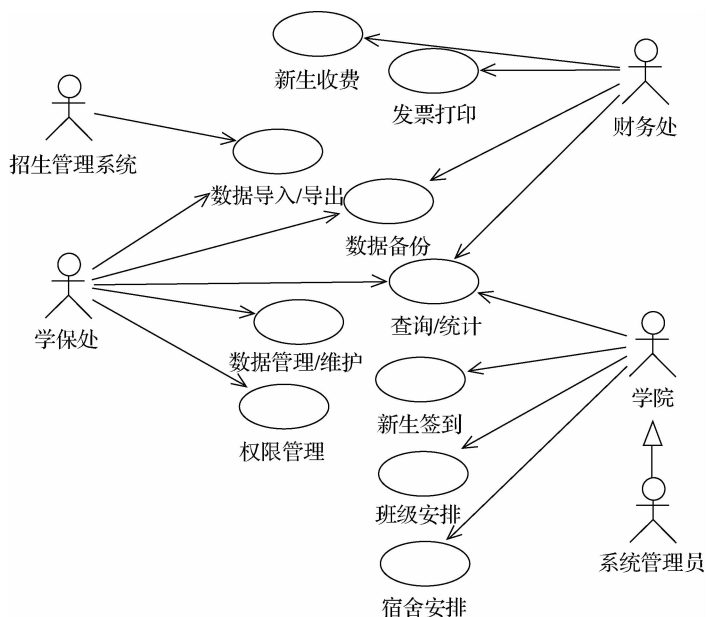 新生收费
发票打印
财务处
招生管理系统
数据导入/导出
数据备份
查询/统计
学保处
数据管理/维护
新生签到
学院
权限管理
班级安排
系统管理员
宿舍安排